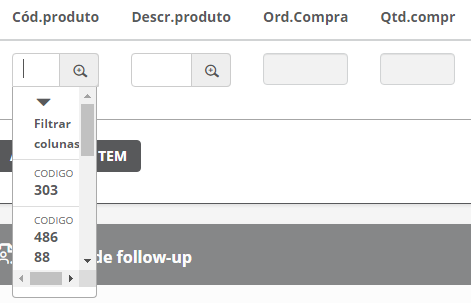 Cód.produto Descr.produto Ord.Compra Qtd.compr
Filtrar
colunas
CODIGO
303
TEM
CODIGO
486
88
de follow-up